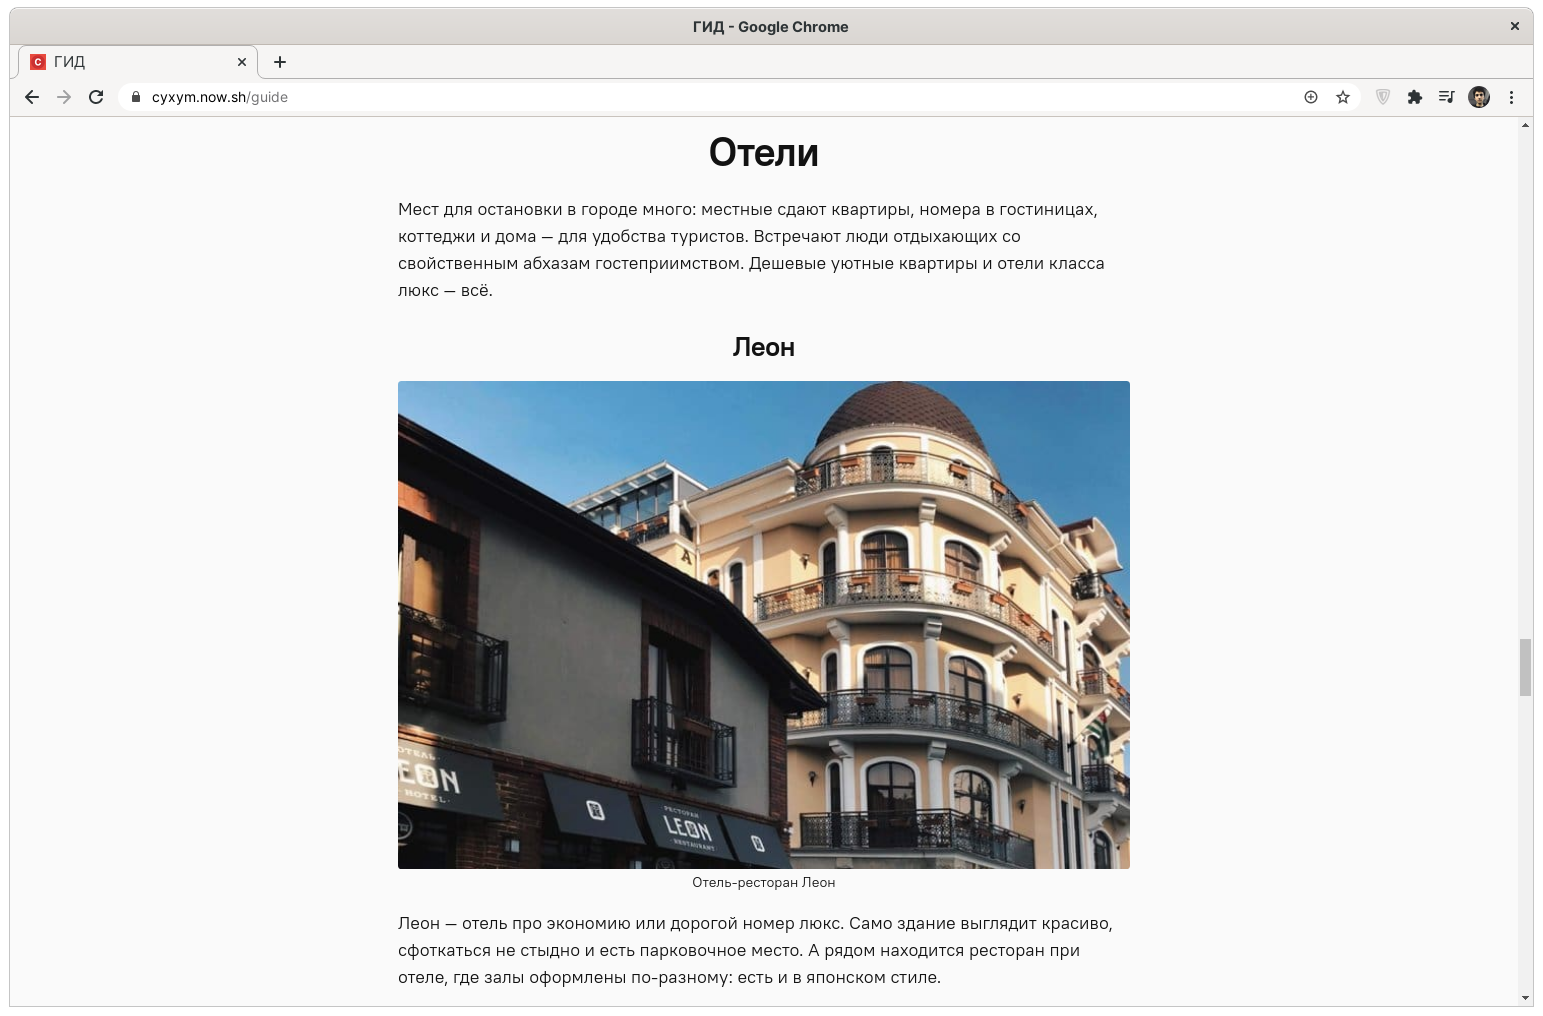 ГИД - Google Chrome
C ГИД
cyxym.now.sh/guide
Отели
Мест для остановки в городе много: местные сдают квартиры, номера в гостиницах,
коттеджи и дома — для удобства туристов. Встречают люди отдыхающих со
свойственным абхазам гостеприимством. Дешевые уютные квартиры и отели класса
люкс — всё.
Леон
А
ОТЕЛЬ
EON
HOTEL
РЕСТОРАН
LEON
RESTAURANT
Отель-ресторан Леон
Леон — отель про экономию или дорогой номер люкс. Само здание выглядит красиво,
сфоткаться не стыдно и есть парковочное место. А рядом находится ресторан при
отеле, где залы оформлены по-разному: есть и в японском стиле.